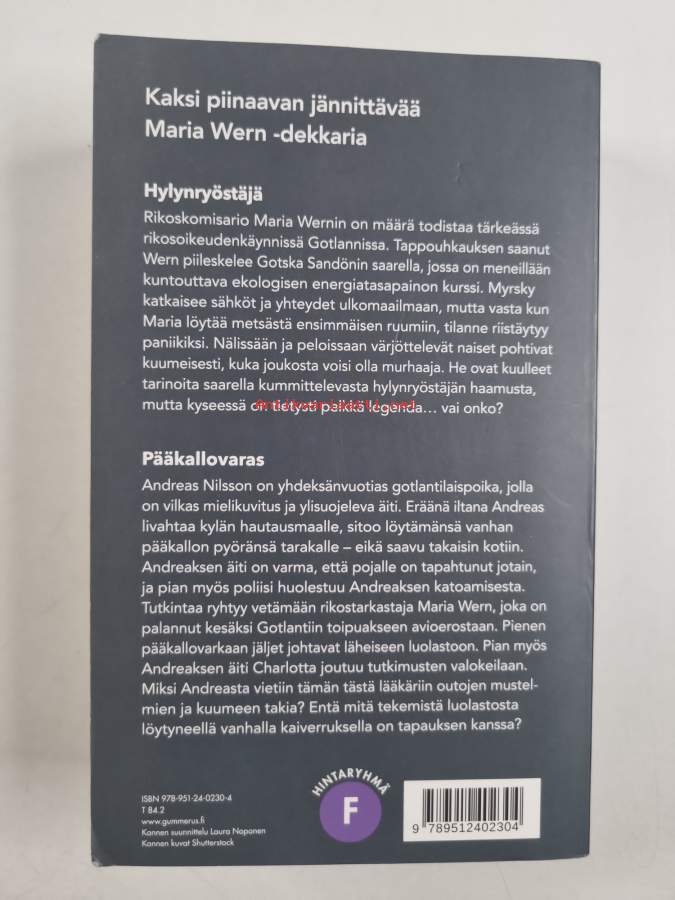 Kaksi piinaavan jännittävää
Maria Wern -dekkaria
Hylynryöstäjä
Rikoskomisario Maria Wernin on määrä todistaa tärkeässä
rikosoikeudenkäynnissä Gotlannissa. Tappouhkauksen saanut
Wern piileskelee Gotska Sandönin saarella, jossa on meneillään
kuntouttava ekologisen energiatasapainon kurssi. Myrsky
katkaisee sähköt ja yhteydet ulkomaailmaan, mutta vasta kun
Maria löytää metsästä ensimmäisen ruumiin, tilanne riistäytyy
paniikiksi. Nälissään ja peloissaan värjöttelevät naiset pohtivat
kuumeisesti, kuka joukosta voisi olla murhaaja. He ovat kuulleet
tarinoita saarella kummittelevasta hylynryöstäjän haamusta,
mutta kyseessä on tietysti pelkkä legenda... vai onko?
Antikvariaatti.net
Pääkallovaras
Andreas Nilsson on yhdeksänvuotias gotlantilaispoika, jolla
on vilkas mielikuvitus ja ylisuojeleva äiti. Eräänä iltana Andreas
livahtaa kylän hautausmaalle, sitoo löytämänsä vanhan
pääkallon pyöränsä tarakalle – eikä saavu takaisin kotiin.
Andreaksen äiti on varma, että pojalle on tapahtunut jotain,
ja pian myös poliisi huolestuu Andreaksen katoamisesta.
Tutkintaa ryhtyy vetämään rikostarkastaja Maria Wern, joka on
palannut kesäksi Gotlantiin toipuakseen avioerostaan. Pienen
pääkallovarkaan jäljet johtavat läheiseen luolastoon. Pian myös
Andreaksen äiti Charlotta joutuu tutkimusten valokeilaan.
Miksi Andreasta vietiin tämän tästä lääkäriin outojen mustel-
mien ja kuumeen takia? Entä mitä tekemistä luolastosta
löytyneellä vanhalla kaiverruksella on tapauksen kanssa?
ISBN 978-951-24-0230-4
T 84.2
www.gummerus.fi
Kannen suunnittelu Laura Noponen
Kannen kuvat Shutterstock
HINTARYHMÄ
F
9 789512 402304